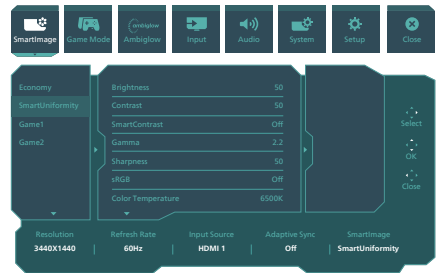 ambiglow
SmartImage Game Mode Ambiglow Input Audio System Setup Close
Economy
SmartUniformity
Game1
Game2
Brightness 50
Contrast 50
SmartContrast Off
Gamma 2.2
Sharpness 50
sRGB Off
Color Temperature 6500K
Select
OK
Close
Resolution Refresh Rate Input Source Adaptive Sync SmartImage
3440X1440 60Hz HDMI 1 Off SmartUniformity